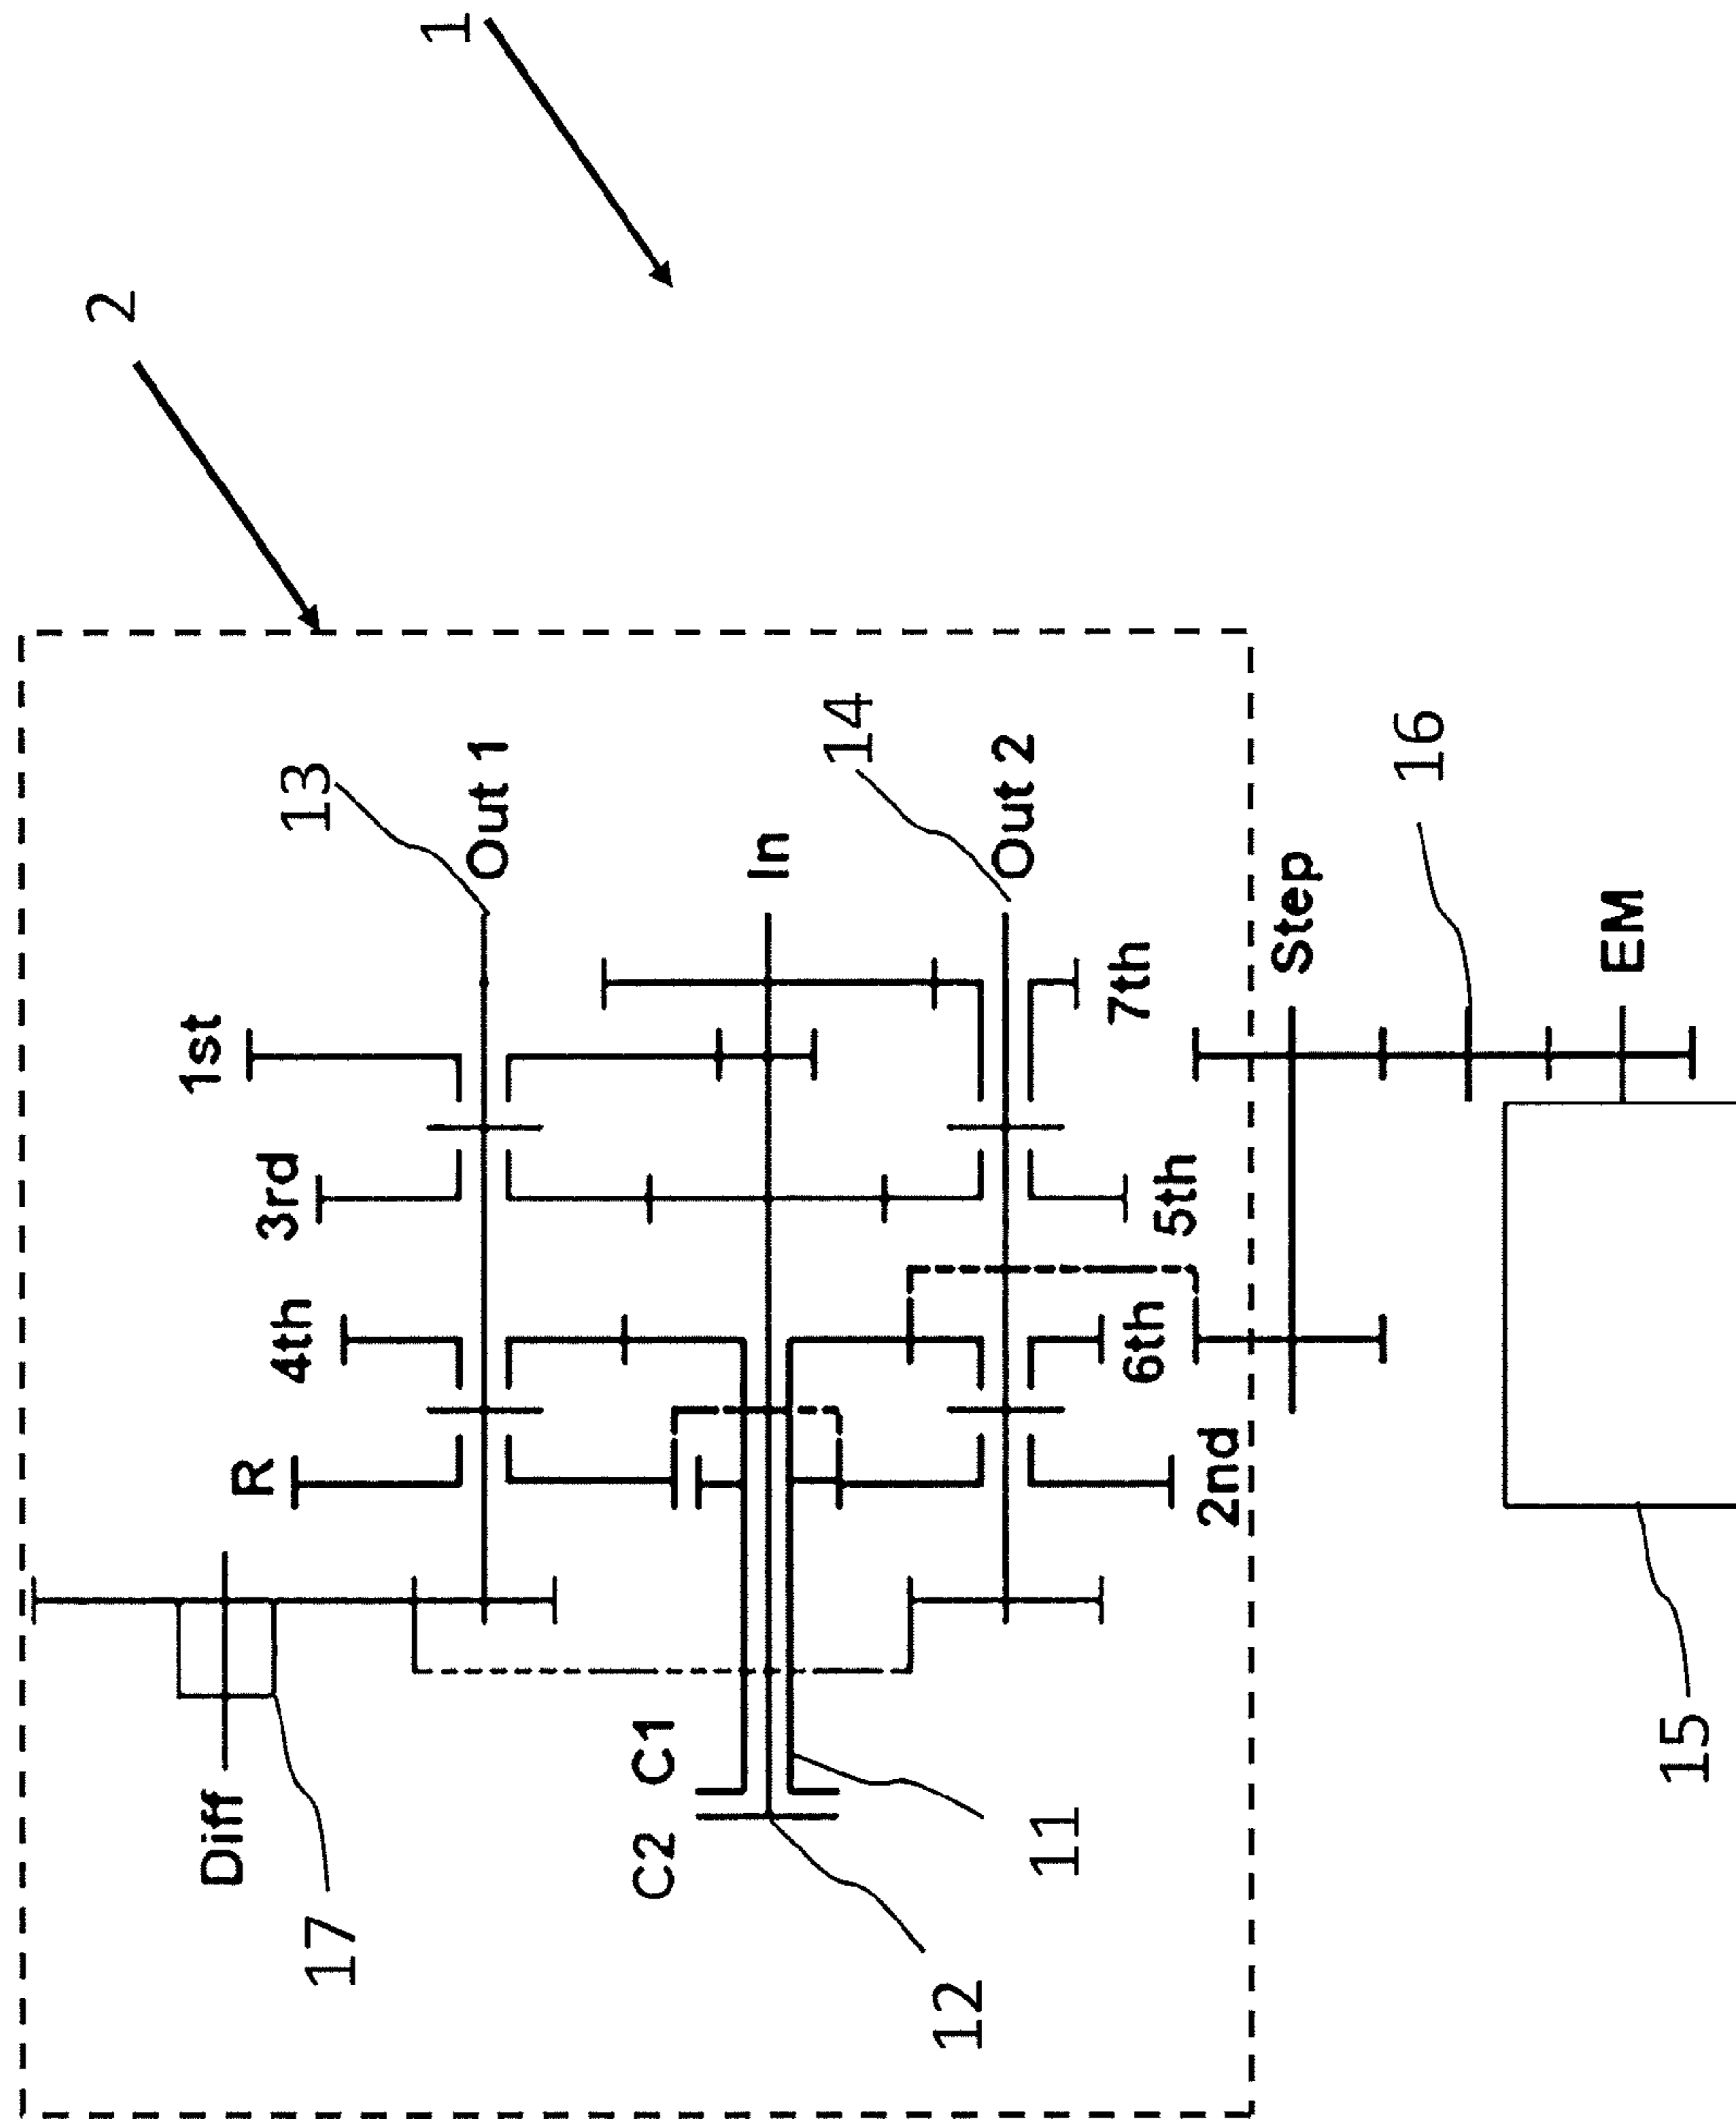 1
2
13
Out 1
14
Out 2
In
16
Step
EM
1st
7th
3rd
5th
4th
6th
R
2nd
Diff
C1
C2
17
11
12
15